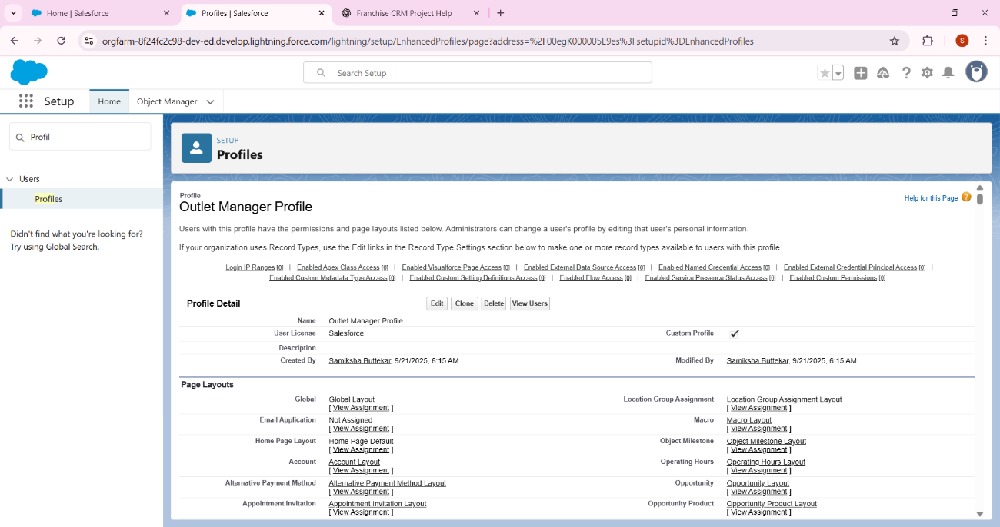 Home | Salesforce
Profiles | Salesforce
Franchise CRM Project Help
orgfarm-8f24fc2c98-dev-ed.develop.lightning.force.com/lightning/setup/EnhancedProfiles/page?address=%2F00egK000005E9es%3Fsetupid%3DEnhancedProfiles
S
Search Setup
Setup
Home
Object Manager
Profil
Users
Profiles
Didn't find what you're looking for?
Try using Global Search.
SETUP
Profiles
Profile
Outlet Manager Profile
Help for this Page
Users with this profile have the permissions and page layouts listed below. Administrators can change a user's profile by editing that user's personal information.
If your organization uses Record Types, use the Edit links in the Record Type Settings section below to make one or more record types available to users with this profile.
Login IP Ranges [0] | Enabled Apex Class Access [0] | Enabled Visualforce Page Access [0] | Enabled External Data Source Access [0] | Enabled Named Credential Access [0] | Enabled External Credential Principal Access [0] |
Enabled Custom Metadata Type Access [0] | Enabled Custom Setting Definitions Access [0] | Enabled Flow Access [0] | Enabled Service Presence Status Access [0] | Enabled Custom Permissions [0]
Profile Detail Edit Clone Delete View Users
Name Outlet Manager Profile
User License Salesforce Custom Profile ✓
Description
Created By Samiksha Buttekar, 9/21/2025, 6:15 AM Modified By Samiksha Buttekar, 9/21/2025, 6:15 AM
Page Layouts
Global Global Layout Location Group Assignment Location Group Assignment Layout
[ View Assignment ] [ View Assignment ]
Email Application Not Assigned Macro Macro Layout
[ View Assignment ] [ View Assignment ]
Home Page Layout Home Page Default Object Milestone Object Milestone Layout
[ View Assignment ] [ View Assignment ]
Account Account Layout Operating Hours Operating Hours Layout
[ View Assignment ] [ View Assignment ]
Alternative Payment Method Alternative Payment Method Layout Opportunity Opportunity Layout
[ View Assignment ] [ View Assignment ]
Appointment Invitation Appointment Invitation Layout Opportunity Product Opportunity Product Layout
[ View Assignment ] [ View Assignment ]